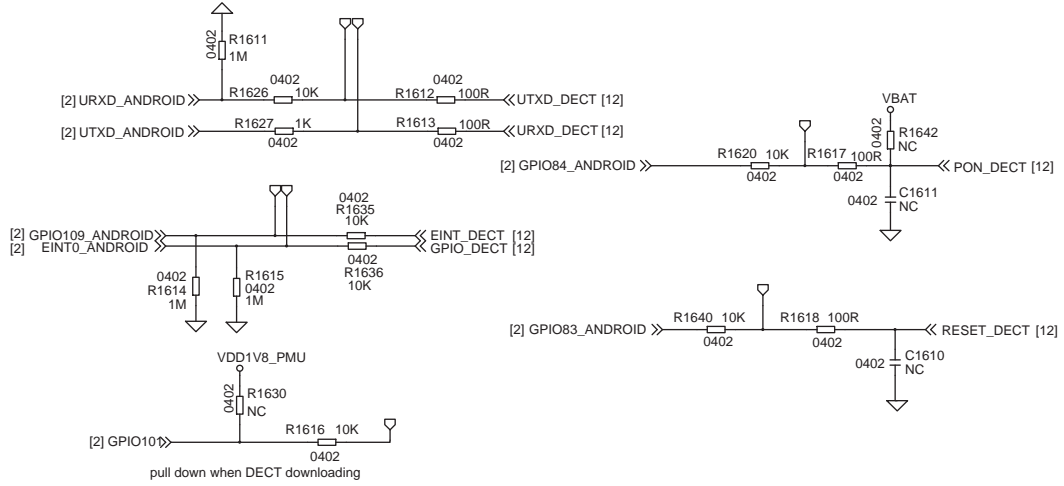 0402
R1611
1M
0402
0402
[2] URXD_ANDROID
R1626
10K
R1612
100R
UTXD_DECT [12]
[2] UTXD_ANDROID
R1627
1K
R1613
100R
URXD_DECT [12]
0402
0402
VBAT
0402
R1642
NC
R1620 10K
R1617
100R
[2] GPIO84_ANDROID
PON_DECT [12]
0402
0402
0402
C1611
NC
0402
R1635
10K
[2] GPIO109_ANDROID
EINT_DECT [12]
[2] EINT0_ANDROID
GPIO_DECT [12]
0402
R1636
10K
0402
R1614
1M
R1615
0402
1M
R1640 10K
R1618 100R
[2] GPIO83_ANDROID
RESET_DECT [12]
0402
0402
0402
C1610
NC
VDD1V8_PMU
0402
R1630
NC
R1616 10K
[2] GPIO101
0402
pull down when DECT downloading